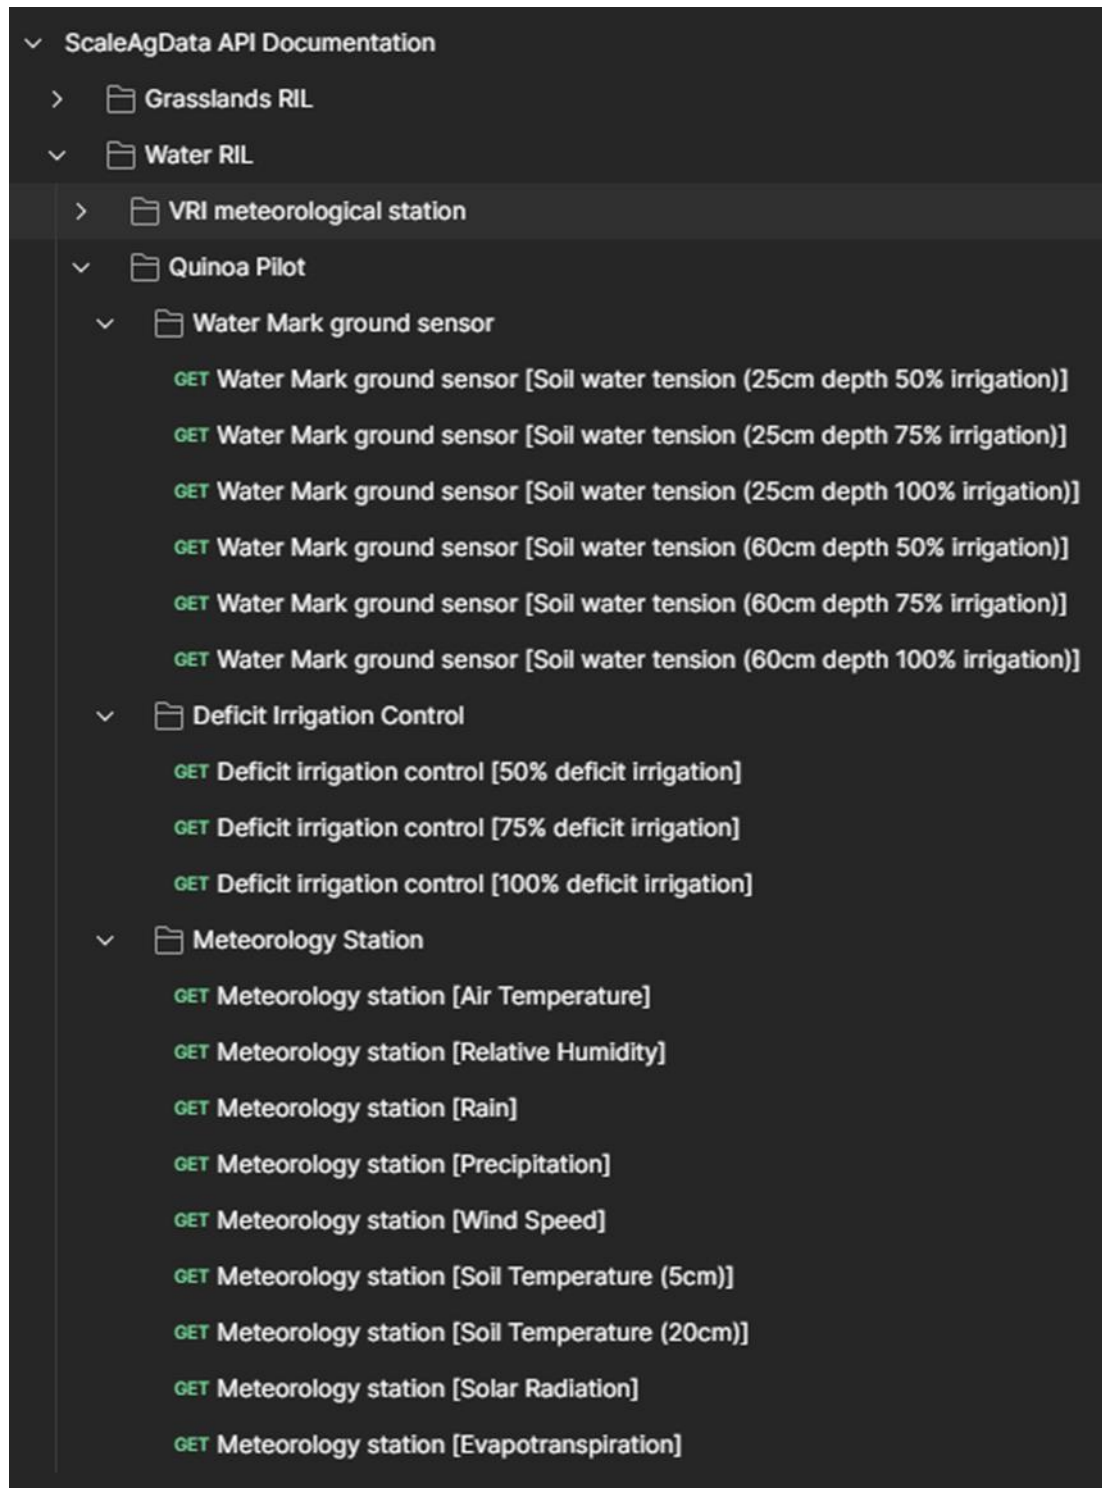 ScaleAgData API Documentation
Grasslands RIL
Water RIL
VRI meteorological station
Quinoa Pilot
Water Mark ground sensor
GET Water Mark ground sensor [Soil water tension (25cm depth 50% irrigation)]
GET Water Mark ground sensor [Soil water tension (25cm depth 75% irrigation)]
GET Water Mark ground sensor [Soil water tension (25cm depth 100% irrigation)]
GET Water Mark ground sensor [Soil water tension (60cm depth 50% irrigation)]
GET Water Mark ground sensor [Soil water tension (60cm depth 75% irrigation)]
GET Water Mark ground sensor [Soil water tension (60cm depth 100% irrigation)]
Deficit Irrigation Control
GET Deficit irrigation control [50% deficit irrigation]
GET Deficit irrigation control [75% deficit irrigation]
GET Deficit irrigation control [100% deficit irrigation]
Meteorology Station
GET Meteorology station [Air Temperature]
GET Meteorology station [Relative Humidity]
GET Meteorology station [Rain]
GET Meteorology station [Precipitation]
GET Meteorology station [Wind Speed]
GET Meteorology station [Soil Temperature (5cm)]
GET Meteorology station [Soil Temperature (20cm)]
GET Meteorology station [Solar Radiation]
GET Meteorology station [Evapotranspiration]